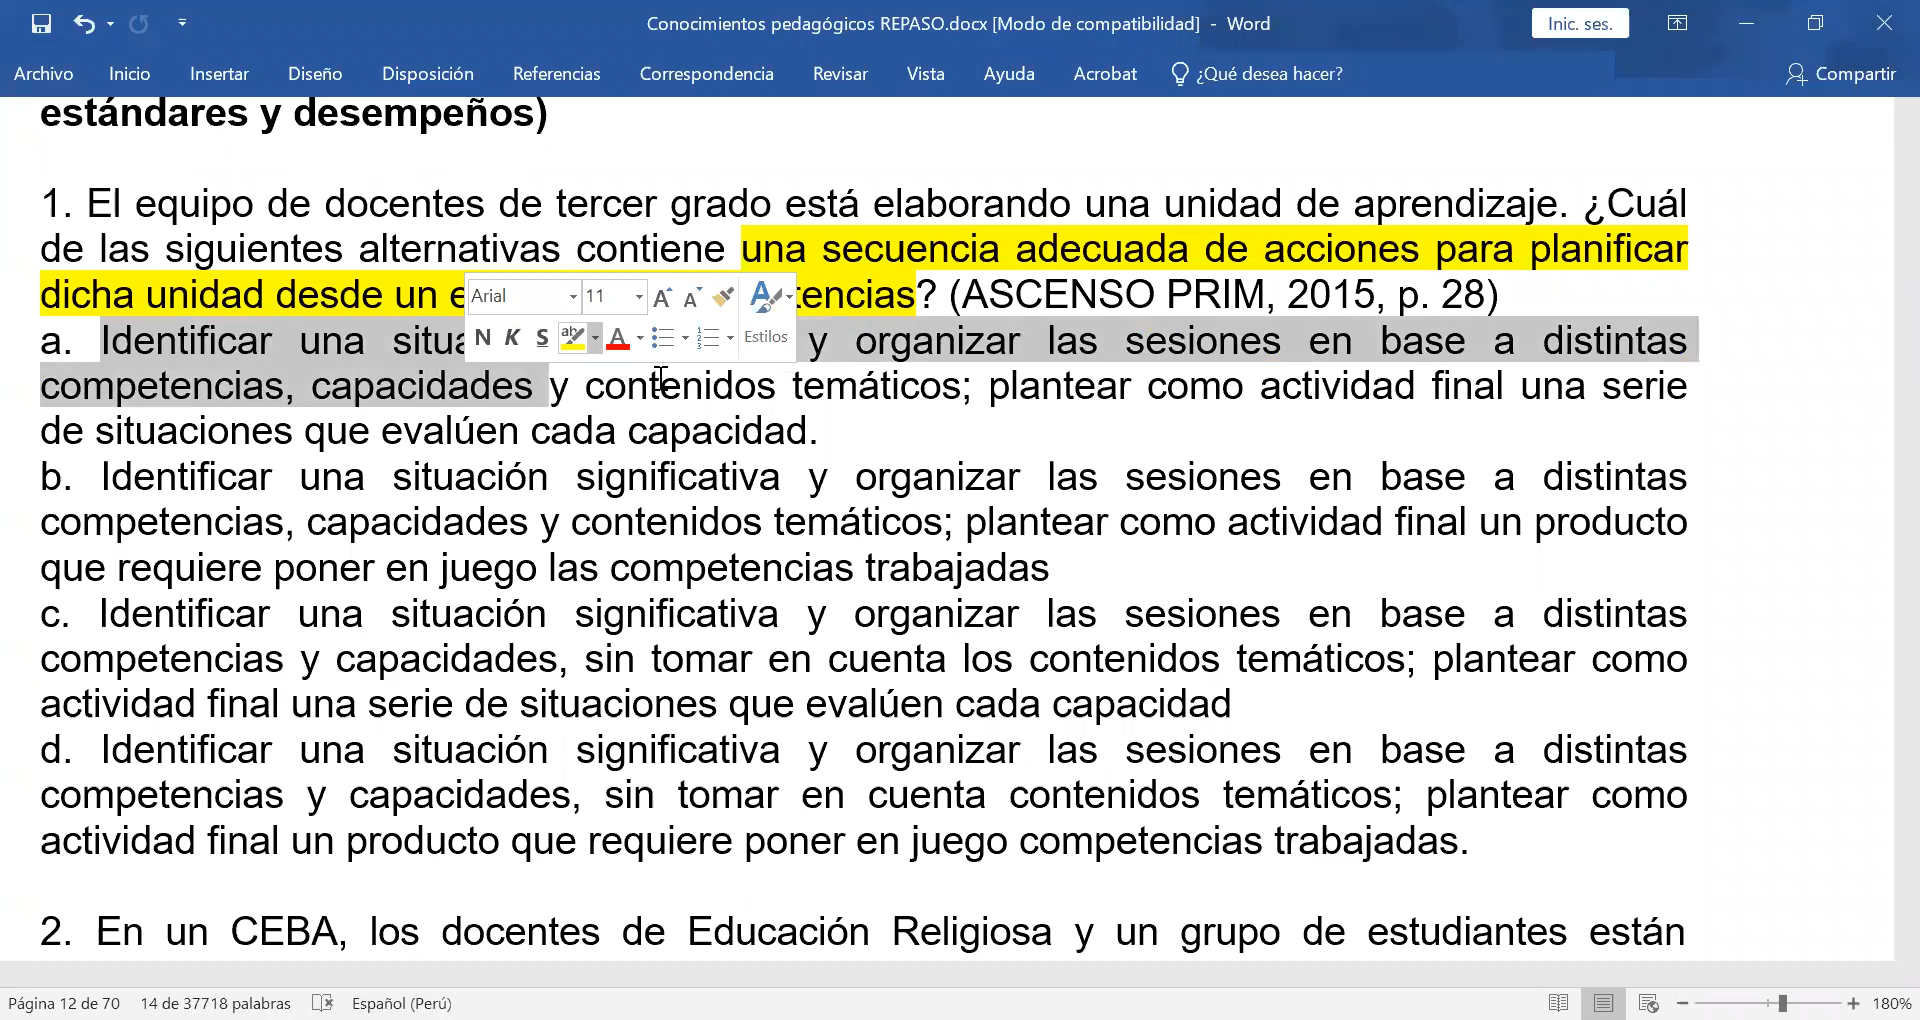 Conocimientos pedagógicos REPASO.docx [Modo de compatibilidad] - Word
Inic. ses.
Archivo Inicio Insertar Diseño Disposición Referencias Correspondencia Revisar Vista Ayuda Acrobat ¿Qué desea hacer? Compartir
estándares y desempeños)
1. El equipo de docentes de tercer grado está elaborando una unidad de aprendizaje. ¿Cuál
de las siguientes alternativas contiene una secuencia adecuada de acciones para planificar
dicha unidad desde un e tencias? (ASCENSO PRIM, 2015, p. 28)
Arial 11
N K S Estilos
a. Identificar una situa y organizar las sesiones en base a distintas
competencias, capacidades y contenidos temáticos; plantear como actividad final una serie
de situaciones que evalúen cada capacidad.
b. Identificar una situación significativa y organizar las sesiones en base a distintas
competencias, capacidades y contenidos temáticos; plantear como actividad final un producto
que requiere poner en juego las competencias trabajadas
c. Identificar una situación significativa y organizar las sesiones en base a distintas
competencias y capacidades, sin tomar en cuenta los contenidos temáticos; plantear como
actividad final una serie de situaciones que evalúen cada capacidad
d. Identificar una situación significativa y organizar las sesiones en base a distintas
competencias y capacidades, sin tomar en cuenta contenidos temáticos; plantear como
actividad final un producto que requiere poner en juego competencias trabajadas.
2. En un CEBA, los docentes de Educación Religiosa y un grupo de estudiantes están
Página 12 de 70 14 de 37718 palabras Español (Perú) 180%